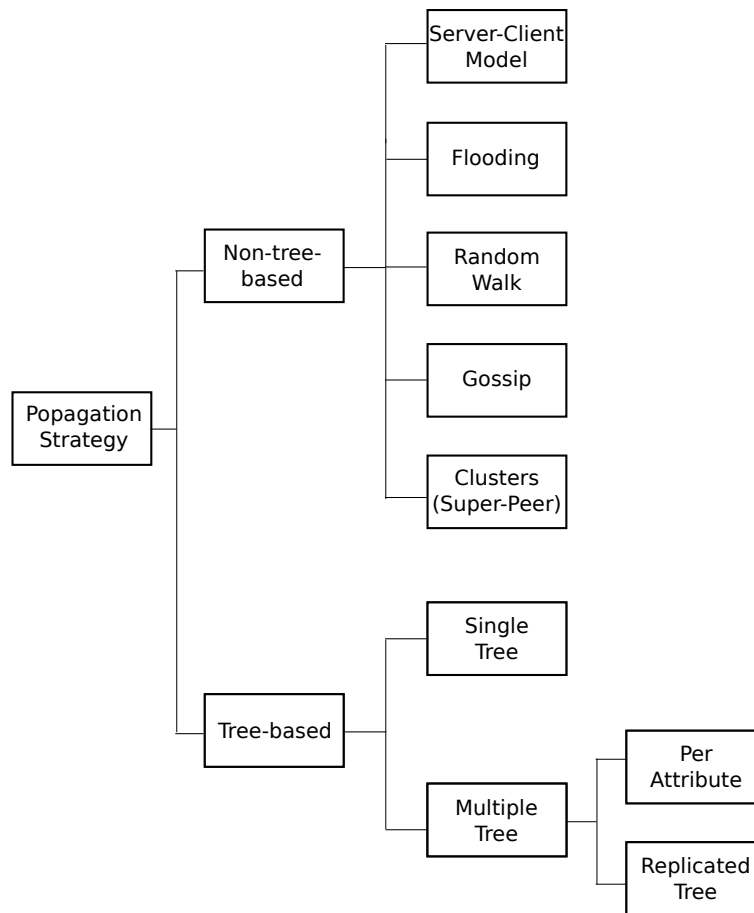 Server-Client
Model
Flooding
Non-tree-
based
Random
Walk
Gossip
Popagation
Strategy
Clusters
(Super-Peer)
Single
Tree
Tree-based
Per
Attribute
Multiple
Tree
Replicated
Tree